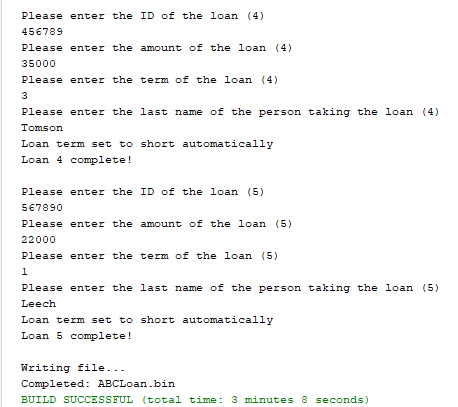 Please enter the ID of the loan (4)
456789
Please enter the amount of the loan (4)
35000
Please enter the term of the loan (4)
3
Please enter the last name of the person taking the loan (4)
Tomson
Loan term set to short automatically
Loan 4 complete!
Please enter the ID of the loan (5)
567890
Please enter the amount of the loan (5)
22000
Please enter the term of the loan (5)
1
Please enter the last name of the person taking the loan (5)
Leech
Loan term set to short automatically
Loan 5 complete!
Writing file...
Completed: ABCLoan.bin
BUILD SUCCESSFUL (total time: 3 minutes 8 seconds)